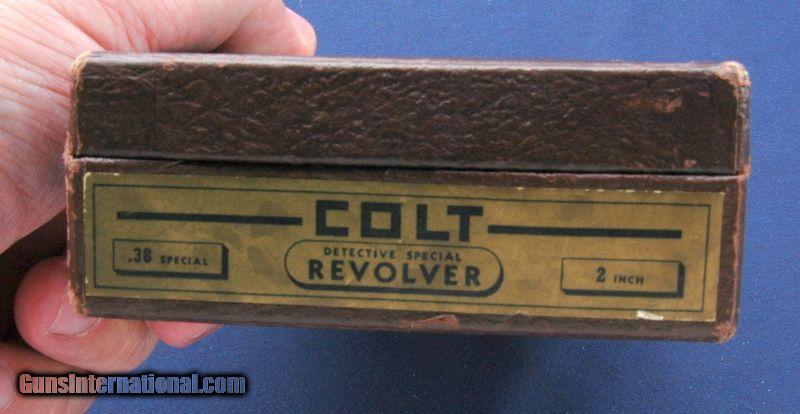 COLT
DETECTIVE SPECIAL
.38 SPECIAL
REVOLVER
2 INCH
GunsInternational.com